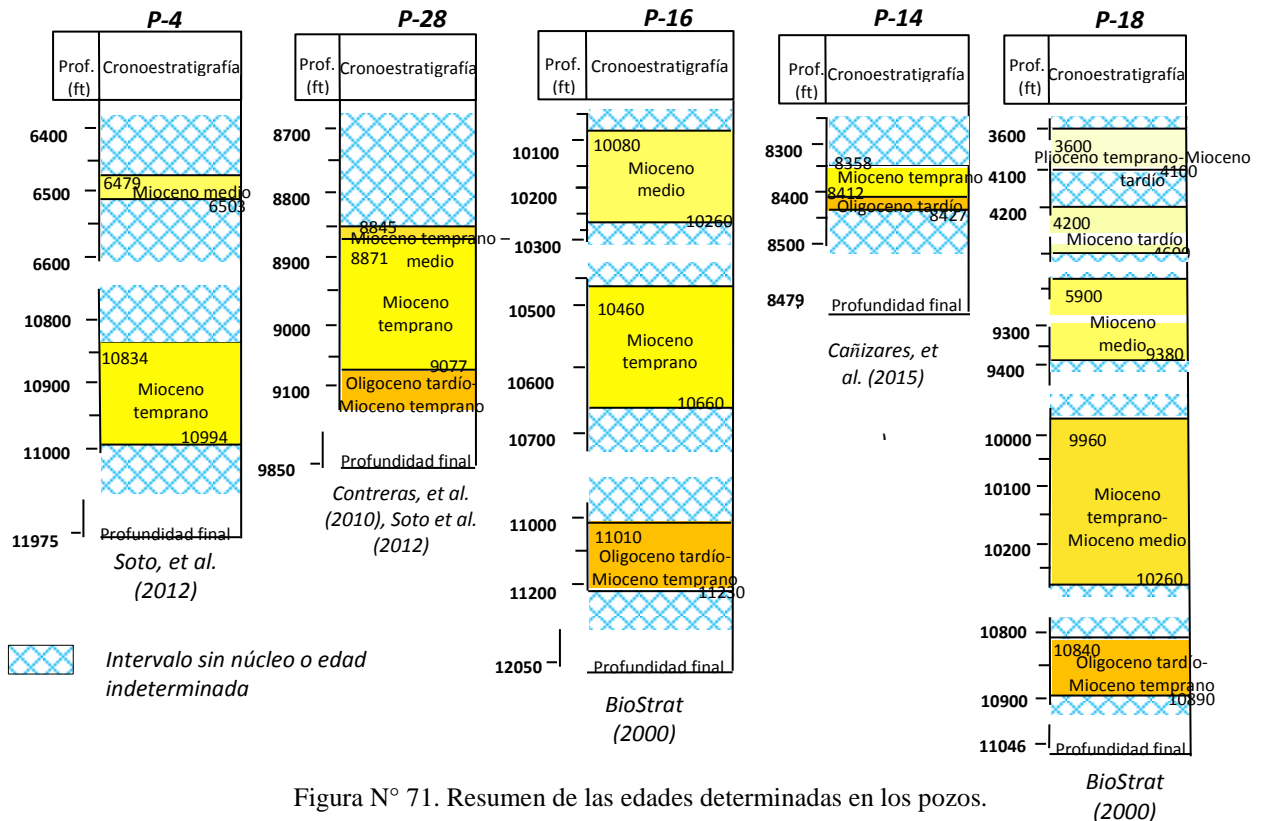 P-4
Prof. (ft)
Cronoestratigrafía
6400
6479
Mioceno medio
6500
6503
6600
10800
10834
10900
Mioceno
temprano
10994
11000
11975
Profundidad final
Soto, et al.
(2012)
P-28
Prof. (ft)
Cronoestratigrafía
8700
8800
8845
Mioceno temprano-
medio
8871
8900
Mioceno
temprano
9000
9077
9100
Oligoceno tardío-
Mioceno temprano
9850
Profundidad final
Contreras, et al.
(2010), Soto et al.
(2012)
P-16
Prof. (ft)
Cronoestratigrafía
10080
10100
Mioceno
medio
10200
10260
10300
10460
10500
Mioceno
temprano
10600
10660
10700
11000
11010
Oligoceno tardío-
Mioceno temprano
11200
11230
12050
Profundidad final
BioStrat
(2000)
P-14
Prof. (ft)
Cronoestratigrafía
8300
8358
Mioceno temprano
8400
8412
Oligoceno tardío
8427
8500
8479
Profundidad final
Cañizares, et
al. (2015)
P-18
Prof. (ft)
Cronoestratigrafía
3600
3600
Plioceno temprano-Mioceno
tardío
4100
4100
4200
4200
Mioceno tardío
4600
5900
9300
Mioceno
medio
9380
9400
9960
10000
10100
Mioceno
temprano-
Mioceno medio
10200
10260
10800
10840
Oligoceno tardío-
Mioceno temprano
10890
10900
11046
Profundidad final
BioStrat
(2000)
Intervalo sin núcleo o edad
indeterminada
Figura N° 71. Resumen de las edades determinadas en los pozos.